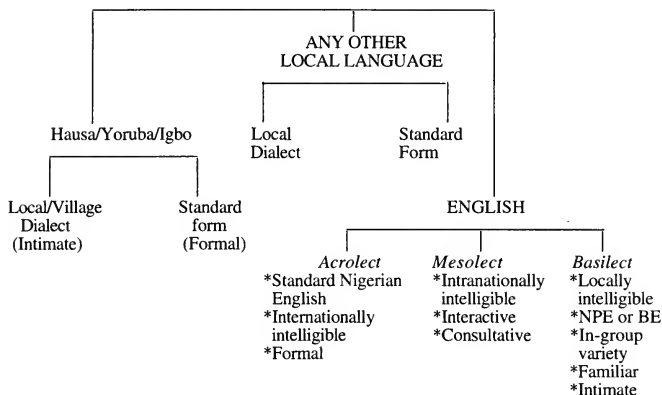 ANY OTHER
LOCAL LANGUAGE
Hausa/Yoruba/Igbo
Local
Dialect
Standard
Form
Local/Village
Dialect
(Intimate)
Standard
form
(Formal)
ENGLISH
Acrolect
*Standard Nigerian
English
*Internationally
intelligible
*Formal
Mesolect
*Intranationally
intelligible
*Interactive
*Consultative
Basilect
*Locally
intelligible
*NPE or BE
*In-group
variety
*Familiar
*Intimate